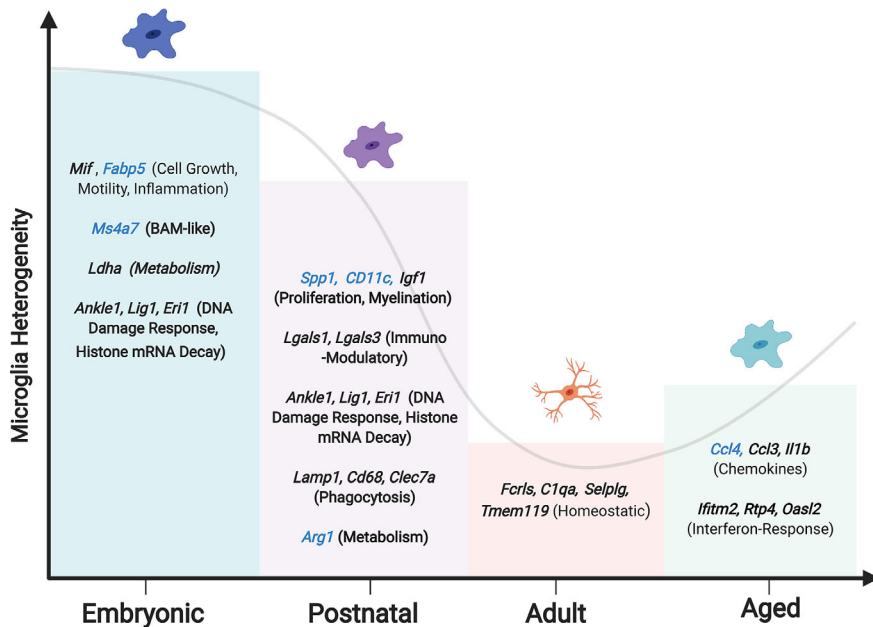 Microglia Heterogeneity
Mif , Fabp5 (Cell Growth,
Motility, Inflammation)
Ms4a7 (BAM-like)
Ldha (Metabolism)
Ankle1, Lig1, Eri1 (DNA
Damage Response,
Histone mRNA Decay)
Spp1, CD11c, Igf1
(Proliferation, Myelination)
Lgals1, Lgals3 (Immuno
-Modulatory)
Ankle1, Lig1, Eri1 (DNA
Damage Response, Histone
mRNA Decay)
Lamp1, Cd68, Clec7a
(Phagocytosis)
Arg1 (Metabolism)
Fcrls, C1qa, Selplg,
Tmem119 (Homeostatic)
Ccl4, Ccl3, Il1b
(Chemokines)
Ifitm2, Rtp4, Oasl2
(Interferon-Response)
Embryonic
Postnatal
Adult
Aged